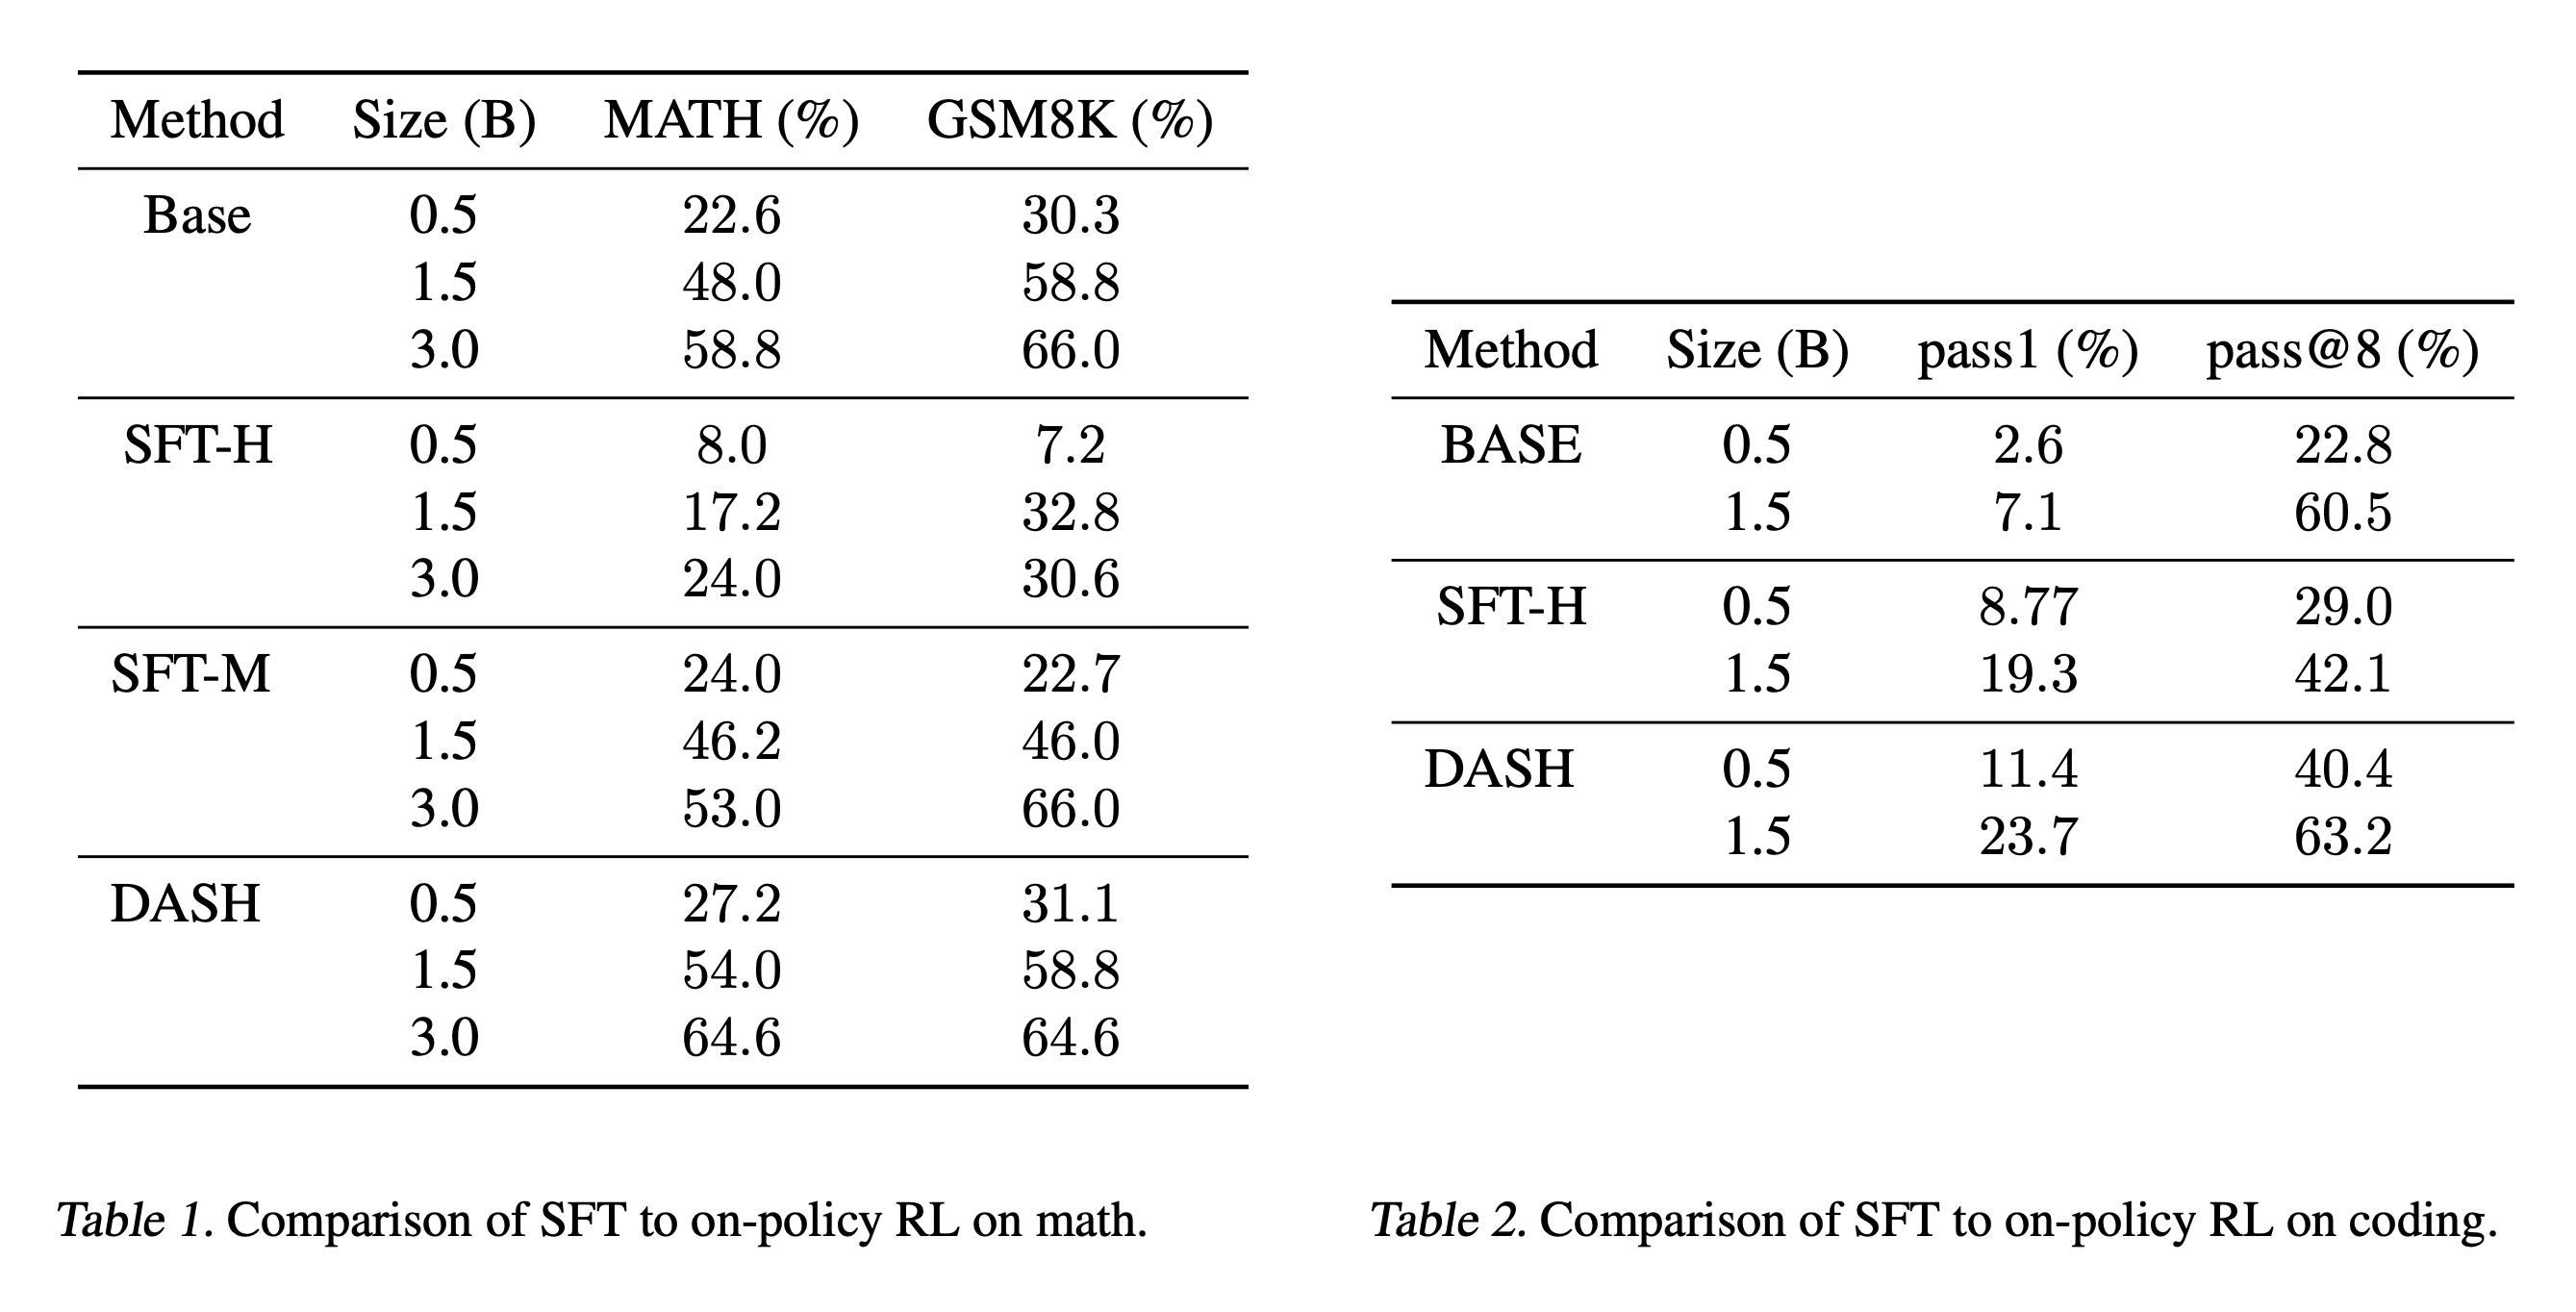 Method Size (B) MATH (%) GSM8K (%)
Base 0.5 22.6 30.3
1.5 48.0 58.8
3.0 58.8 66.0
SFT-H 0.5 8.0 7.2
1.5 17.2 32.8
3.0 24.0 30.6
SFT-M 0.5 24.0 22.7
1.5 46.2 46.0
3.0 53.0 66.0
DASH 0.5 27.2 31.1
1.5 54.0 58.8
3.0 64.6 64.6
Table 1. Comparison of SFT to on-policy RL on math.
Method Size (B) pass1 (%) pass@8 (%)
BASE 0.5 2.6 22.8
1.5 7.1 60.5
SFT-H 0.5 8.77 29.0
1.5 19.3 42.1
DASH 0.5 11.4 40.4
1.5 23.7 63.2
Table 2. Comparison of SFT to on-policy RL on coding.